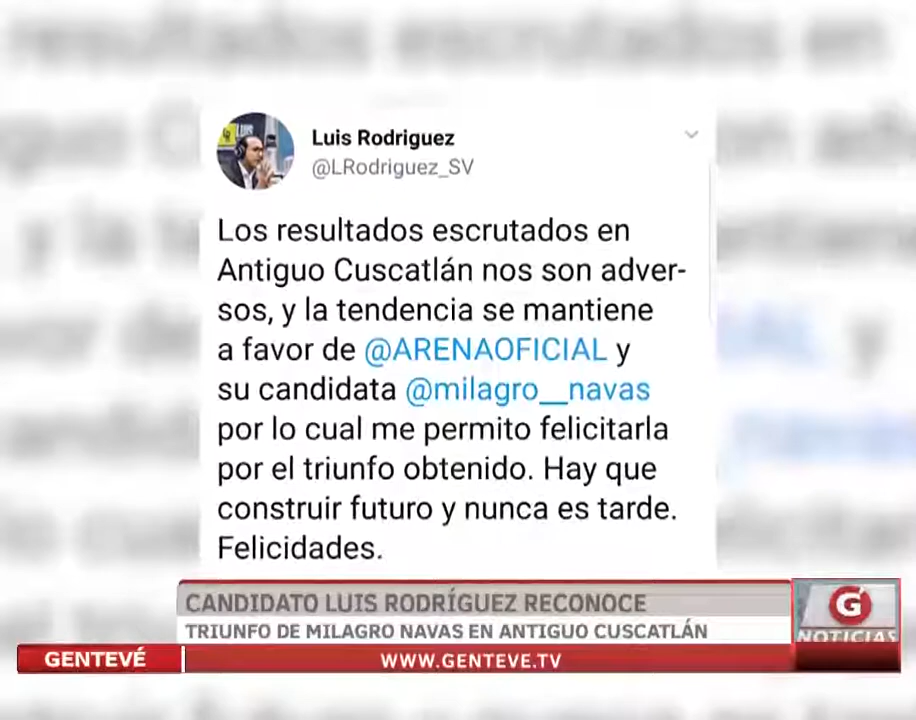 Luis Rodriguez
@LRodriguez_SV
Los resultados escrutados en
Antiguo Cuscatlán nos son adver-
sos, y la tendencia se mantiene
a favor de @ARENAOFICIAL y
su candidata @milagro__navas
por lo cual me permito felicitarla
por el triunfo obtenido. Hay que
construir futuro y nunca es tarde.
Felicidades.
CANDIDATO LUIS RODRÍGUEZ RECONOCE
TRIUNFO DE MILAGRO NAVAS EN ANTIGUO CUSCATLÁN
G
NOTICIAS
GENTEVÉ
WWW.GENTEVE.TV